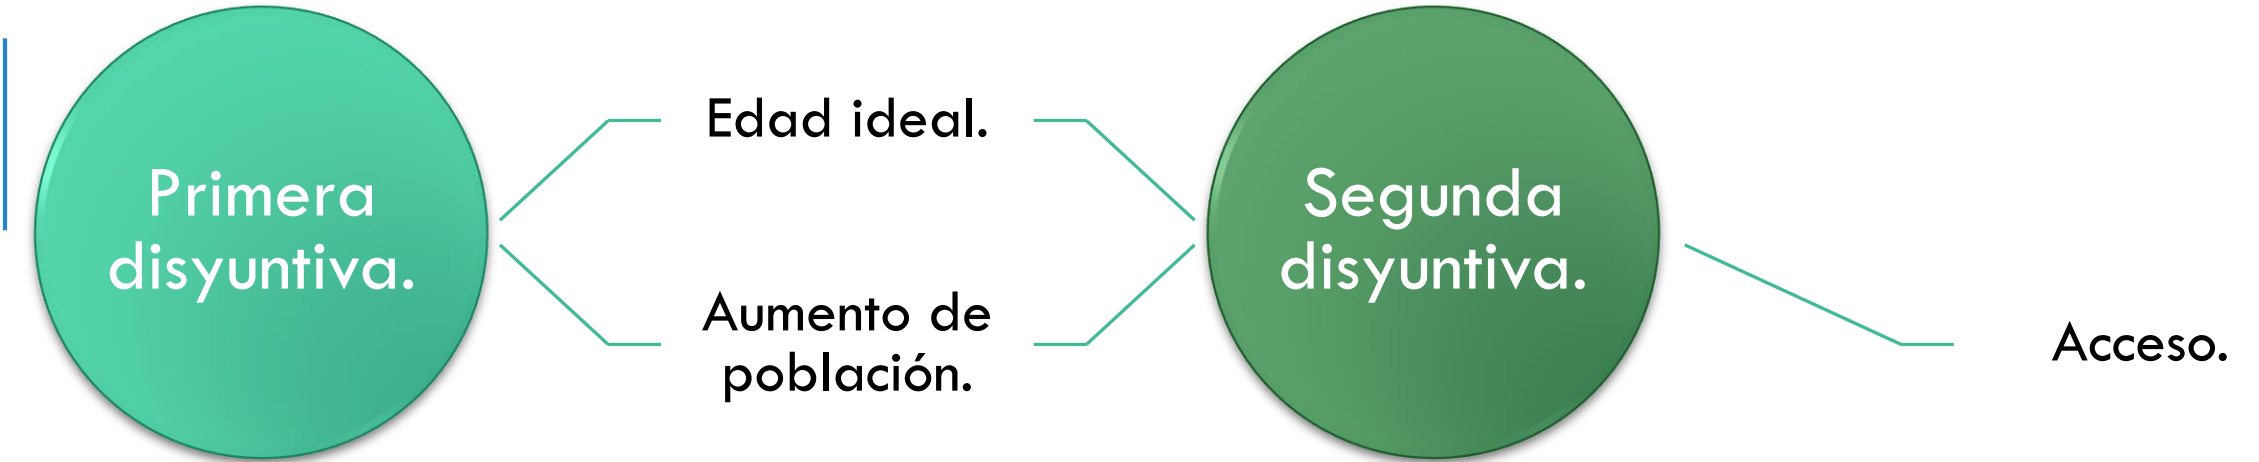 Primera
disyuntiva.
Edad ideal.
Aumento de
población.
Segunda
disyuntiva.
Acceso.